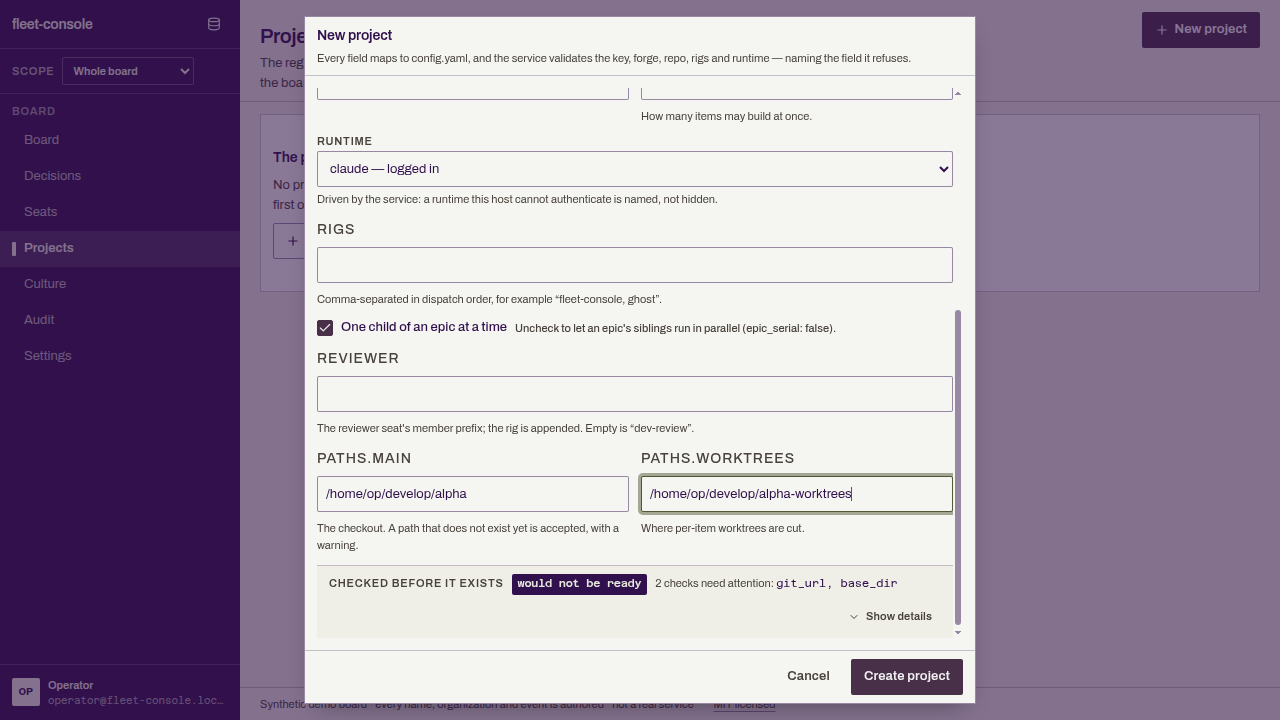 fleet-console
SCOPE Whole board
BOARD
Board
Decisions
Seats
Projects
Culture
Audit
Settings
OP Operator
operator@fleet-console.loc…
New project
New project
Every field maps to config.yaml, and the service validates the key, forge, repo, rigs and runtime — naming the field it refuses.
How many items may build at once.
RUNTIME
claude — logged in
Driven by the service: a runtime this host cannot authenticate is named, not hidden.
RIGS
Comma-separated in dispatch order, for example “fleet-console, ghost”.
One child of an epic at a time Uncheck to let an epic's siblings run in parallel (epic_serial: false).
REVIEWER
The reviewer seat's member prefix; the rig is appended. Empty is “dev-review”.
PATHS.MAIN PATHS.WORKTREES
/home/op/develop/alpha /home/op/develop/alpha-worktrees
The checkout. A path that does not exist yet is accepted, with a Where per-item worktrees are cut.
warning.
CHECKED BEFORE IT EXISTS would not be ready 2 checks need attention: git_url, base_dir
Show details
Cancel Create project